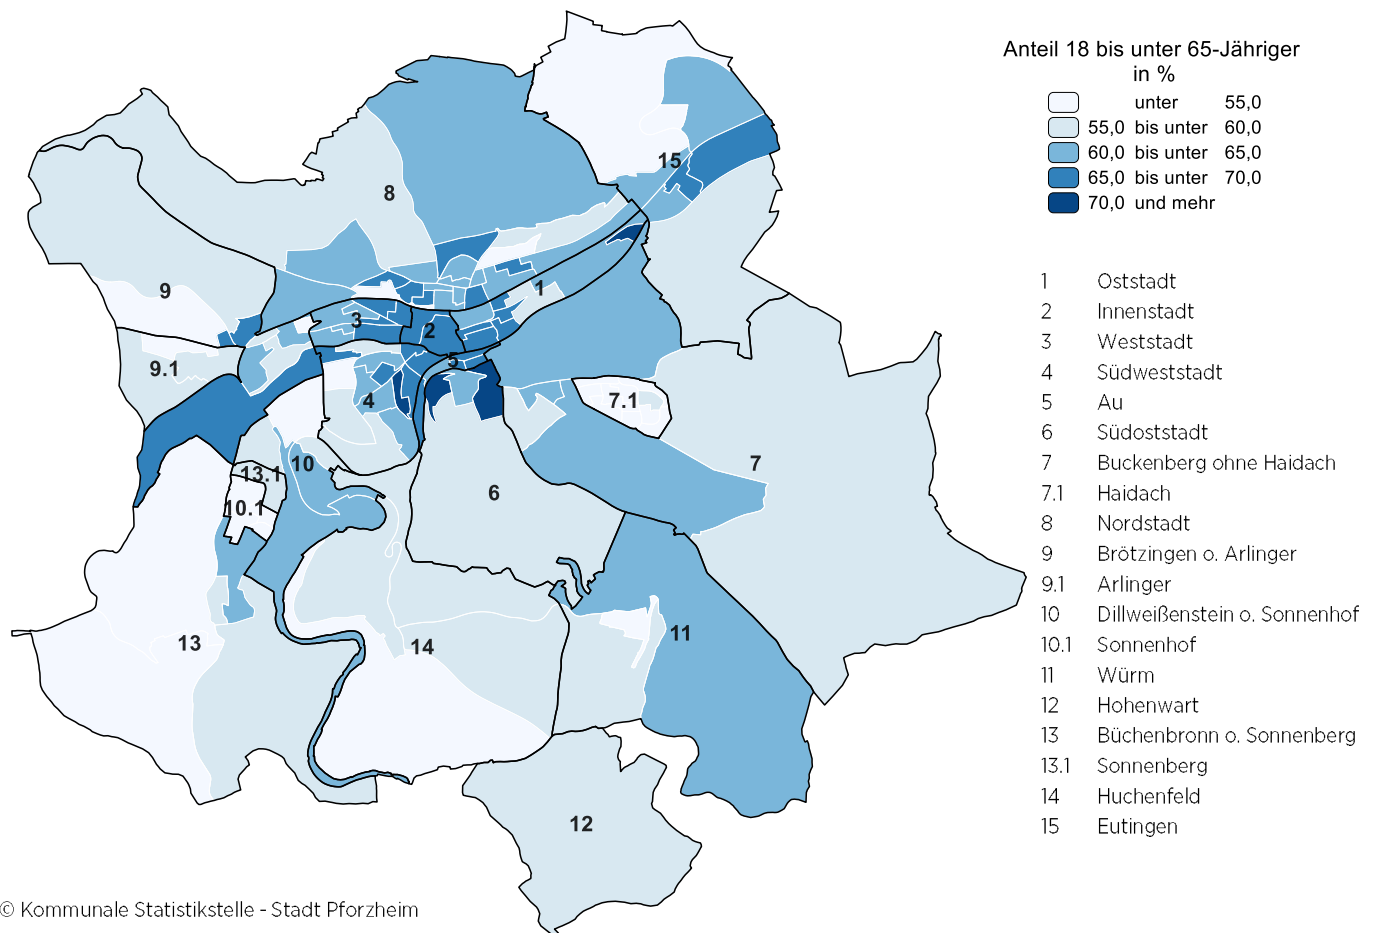 Anteil 18 bis unter 65-Jähriger
in %
unter 55,0
55,0 bis unter 60,0
60,0 bis unter 65,0
65,0 bis unter 70,0
70,0 und mehr
15
8
9
1
3
2
5
9.1
4
7.1
10
13.1
7
6
10.1
13
14
11
12
1 Oststadt
2 Innenstadt
3 Weststadt
4 Südweststadt
5 Au
6 Südoststadt
7 Buckenberg ohne Haidach
7.1 Haidach
8 Nordstadt
9 Brötzingen o. Arlinger
9.1 Arlinger
10 Dillweißenstein o. Sonnenhof
10.1 Sonnenhof
11 Würm
12 Hohenwart
13 Büchenbronn o. Sonnenberg
13.1 Sonnenberg
14 Huchenfeld
15 Eutingen
© Kommunale Statistikstelle - Stadt Pforzheim